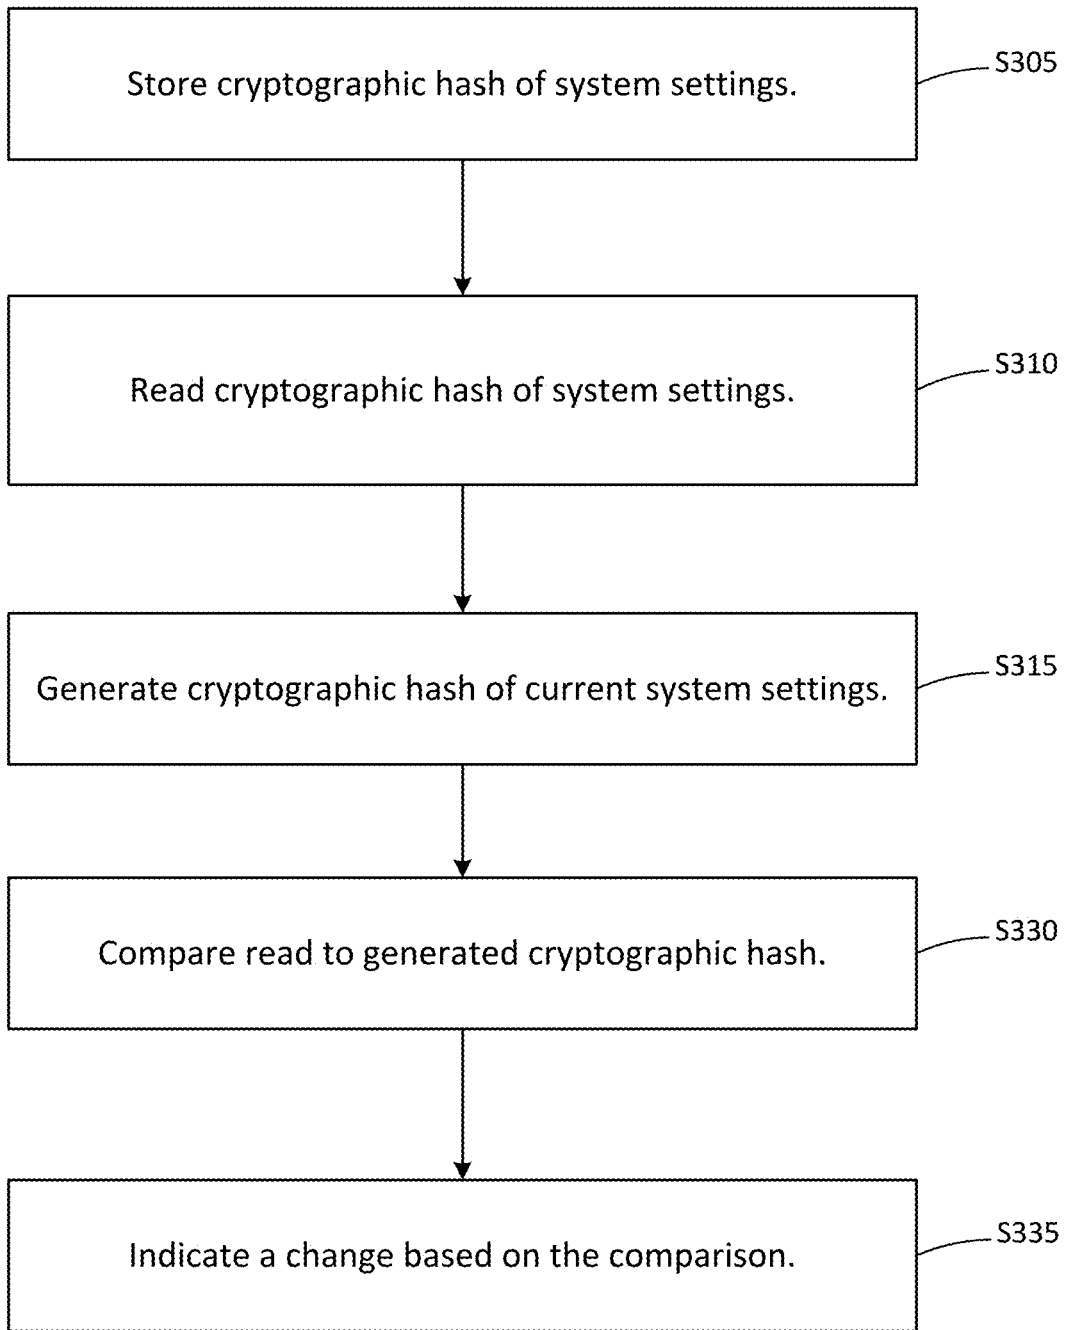 Store cryptographic hash of system settings.
S305
Read cryptographic hash of system settings.
S310
Generate cryptographic hash of current system settings.
S315
Compare read to generated cryptographic hash.
S330
Indicate a change based on the comparison.
S335